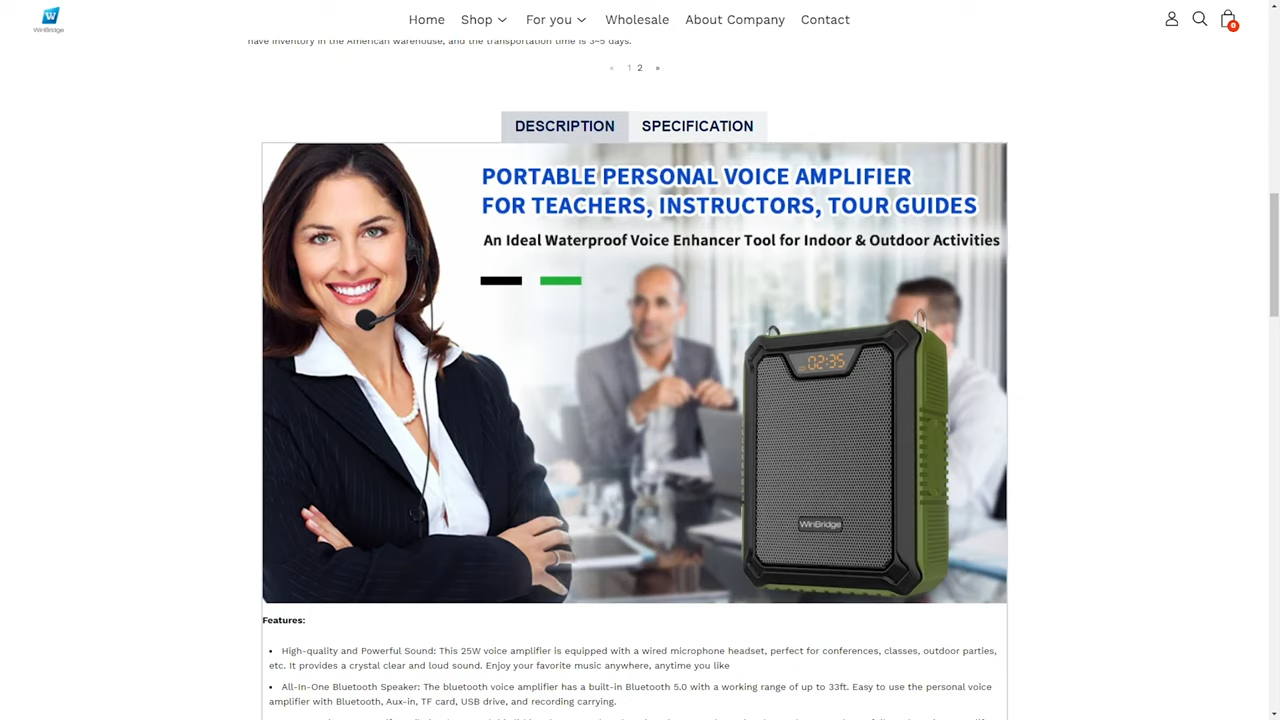 WinBridge
Home Shop For you Wholesale About Company Contact
0
have inventory in the American warehouse, and the transportation time is 3~5 days.
« 1 2 »
DESCRIPTION SPECIFICATION
PORTABLE PERSONAL VOICE AMPLIFIER
FOR TEACHERS, INSTRUCTORS, TOUR GUIDES
An Ideal Waterproof Voice Enhancer Tool for Indoor & Outdoor Activities
02:35
WinBridge
Features:
• High-quality and Powerful Sound: This 25W voice amplifier is equipped with a wired microphone headset, perfect for conferences, classes, outdoor parties,
etc. It provides a crystal clear and loud sound. Enjoy your favorite music anywhere, anytime you like
• All-In-One Bluetooth Speaker: The bluetooth voice amplifier has a built-in Bluetooth 5.0 with a working range of up to 33ft. Easy to use the personal voice
amplifier with Bluetooth, Aux-in, TF card, USB drive, and recording carrying.